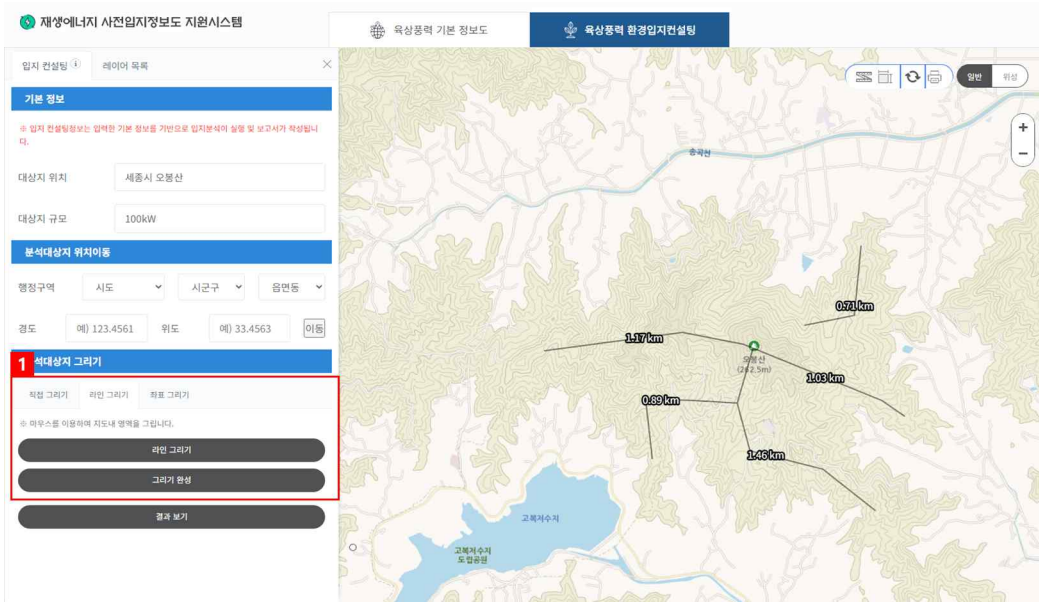 재생에너지 사전입지정보도 지원시스템
육상풍력 기본 정보도
육상풍력 환경입지컨설팅
입지 컨설팅 ⓘ
레이어 목록
기본 정보
※ 입지 컨설팅정보는 입력한 기본 정보를 기반으로 입지분석이 실행 및 보고서가 작성됩니
다.
대상지 위치
세종시 오봉산
대상지 규모
100kW
분석대상지 위치이동
행정구역
시도
시군구
읍면동
경도
예) 123.4561
위도
예) 33.4563
이동
1
석대상지 그리기
직접 그리기
라인 그리기
좌표 그리기
※ 마우스를 이용하여 지도내 영역을 그립니다.
라인 그리기
그리기 완성
결과 보기
일반
위성
+
−
0.71 km
1.17 km
오봉산
(262.5m)
1.03 km
0.89 km
1.46 km
고복저수지
고복저수지
도립공원